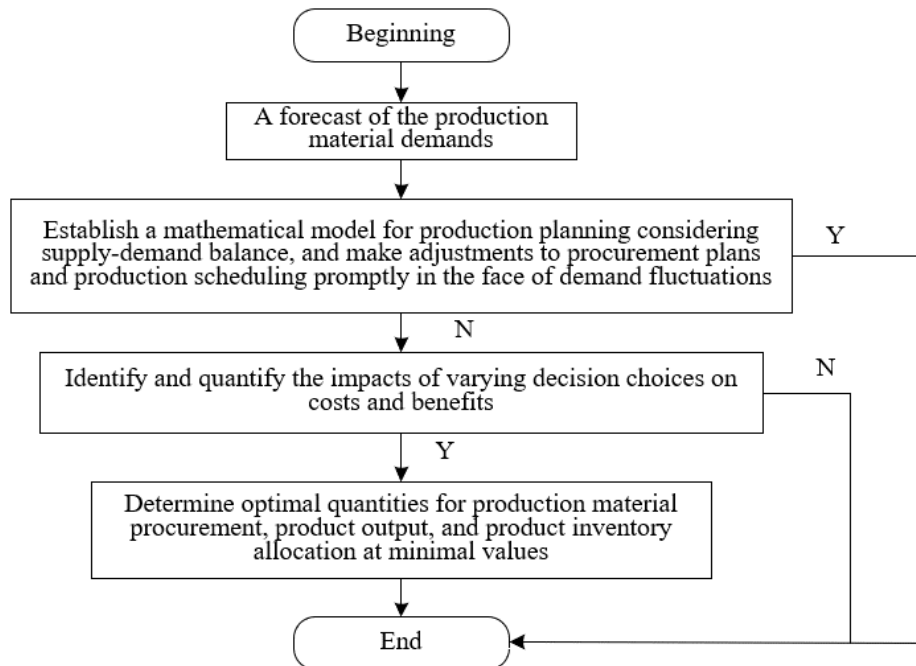 Beginning
A forecast of the production
material demands
Establish a mathematical model for production planning considering
supply-demand balance, and make adjustments to procurement plans
and production scheduling promptly in the face of demand fluctuations
Y
N
Identify and quantify the impacts of varying decision choices on
costs and benefits
N
Y
Determine optimal quantities for production material
procurement, product output, and product inventory
allocation at minimal values
End